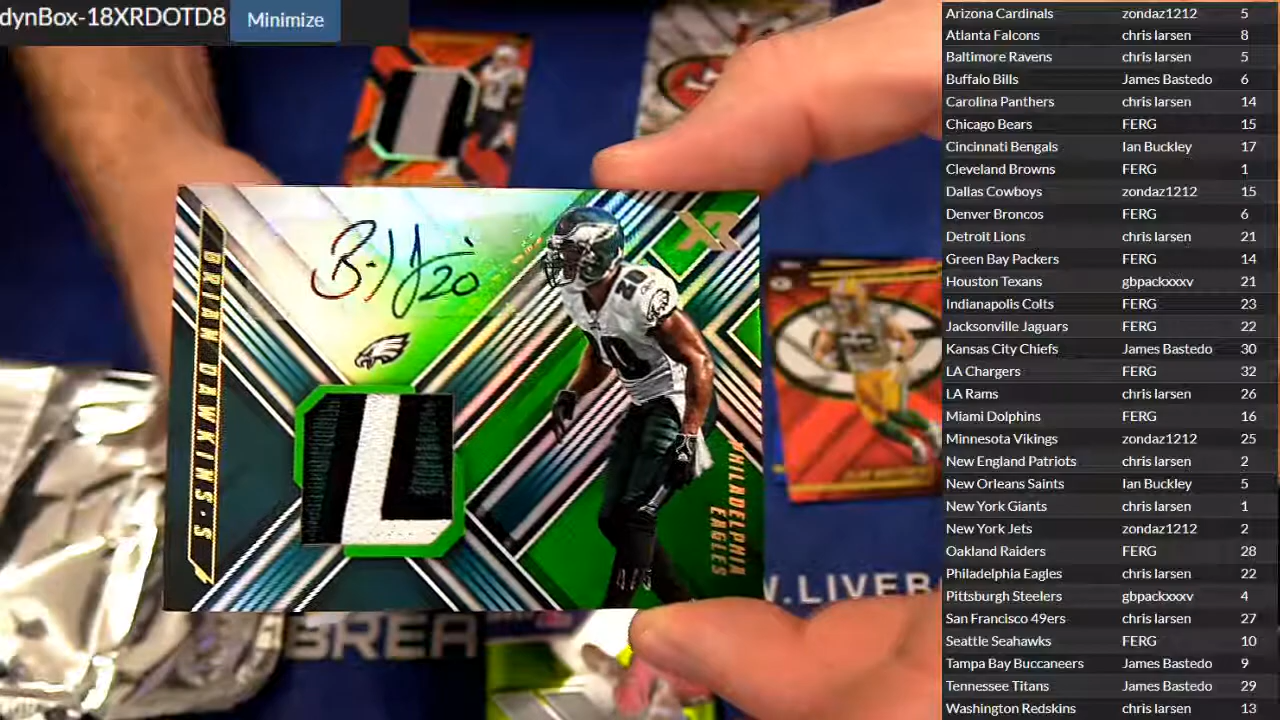 dynBox-18XRDOTD8
Minimize
BRIAN DAWKINS·S
20
XR
20
20
PHILADELPHIA
EAGLES
4/5
W.LIVEB
BREA
Arizona Cardinals zondaz1212 5
Atlanta Falcons chris larsen 8
Baltimore Ravens chris larsen 5
Buffalo Bills James Bastedo 6
Carolina Panthers chris larsen 14
Chicago Bears FERG 15
Cincinnati Bengals Ian Buckley 17
Cleveland Browns FERG 1
Dallas Cowboys zondaz1212 15
Denver Broncos FERG 6
Detroit Lions chris larsen 21
Green Bay Packers FERG 14
Houston Texans gbpackxxxv 21
Indianapolis Colts FERG 23
Jacksonville Jaguars FERG 22
Kansas City Chiefs James Bastedo 30
LA Chargers FERG 32
LA Rams chris larsen 26
Miami Dolphins FERG 16
Minnesota Vikings zondaz1212 25
New England Patriots chris larsen 2
New Orleans Saints Ian Buckley 5
New York Giants chris larsen 1
New York Jets zondaz1212 2
Oakland Raiders FERG 28
Philadelphia Eagles chris larsen 22
Pittsburgh Steelers gbpackxxxv 4
San Francisco 49ers chris larsen 27
Seattle Seahawks FERG 10
Tampa Bay Buccaneers James Bastedo 9
Tennessee Titans James Bastedo 29
Washington Redskins chris larsen 13